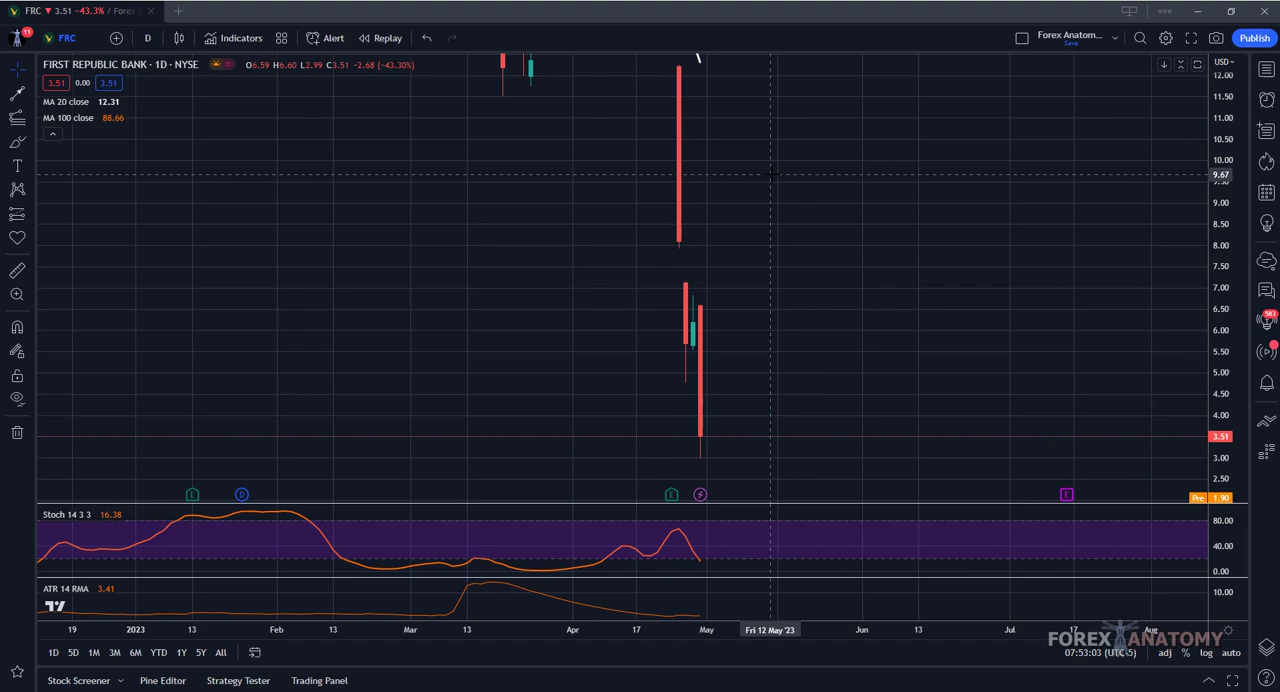 FRC ▼ 3.51 −43.3% / Forex
11
FRC
D
Indicators
Alert
Replay
Forex Anatom...
Save
Publish
FIRST REPUBLIC BANK · 1D · NYSE
O6.59 H6.60 L2.99 C3.51 −2.68 (−43.30%)
USD
3.51 0.00 3.51
MA 20 close 12.31
MA 100 close 88.66
12.00
11.50
11.00
10.50
10.00
9.67
9.00
8.50
8.00
7.50
7.00
6.50
6.00
5.50
5.00
4.50
4.00
3.51
3.00
2.50
Pre 1.90
583
E D E E
Stoch 14 3 3 16.38
80.00
40.00
0.00
ATR 14 RMA 3.41
10.00
19 2023 13 Feb 13 Mar 13 Apr 17 May Fri 12 May '23 Jun 13 Jul 17 Aug
FOREX ANATOMY
1D 5D 1M 3M 6M YTD 1Y 5Y All
07:53:03 (UTC-5) adj % log auto
Stock Screener Pine Editor Strategy Tester Trading Panel